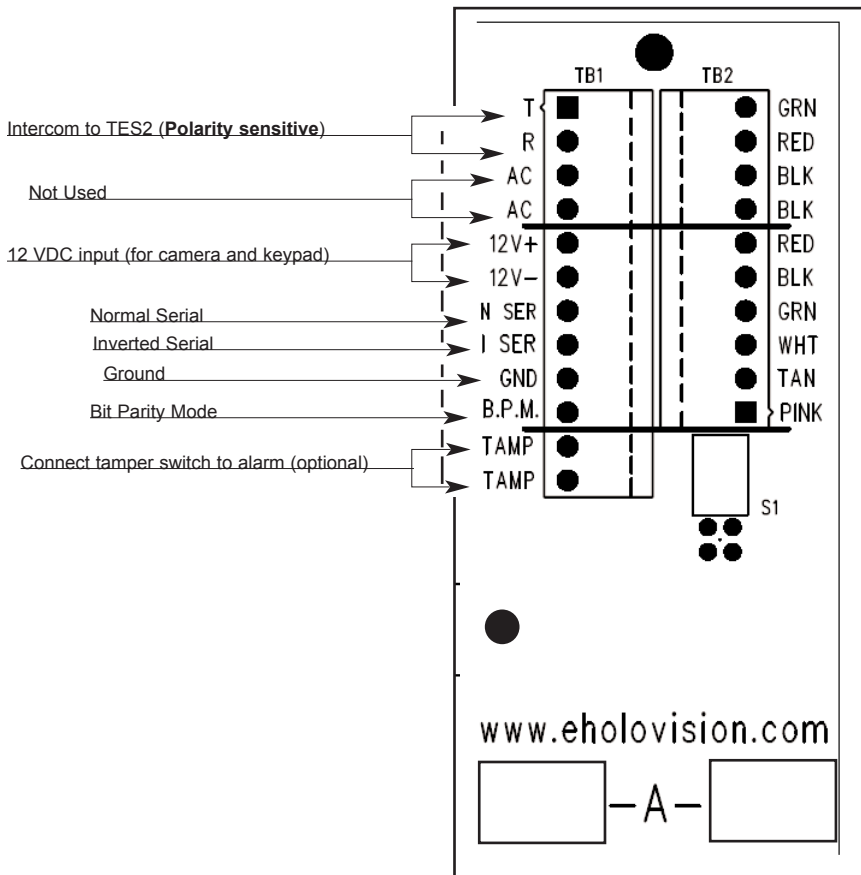 TB1 TB2
T GRN
Intercom to TES2 (Polarity sensitive)
R RED
AC BLK
Not Used
AC BLK
12V+ RED
12 VDC input (for camera and keypad)
12V− BLK
Normal Serial N SER GRN
Inverted Serial I SER WHT
Ground GND TAN
Bit Parity Mode B.P.M. PINK
TAMP
Connect tamper switch to alarm (optional)
TAMP
S1
www.eholovision.com
−A−